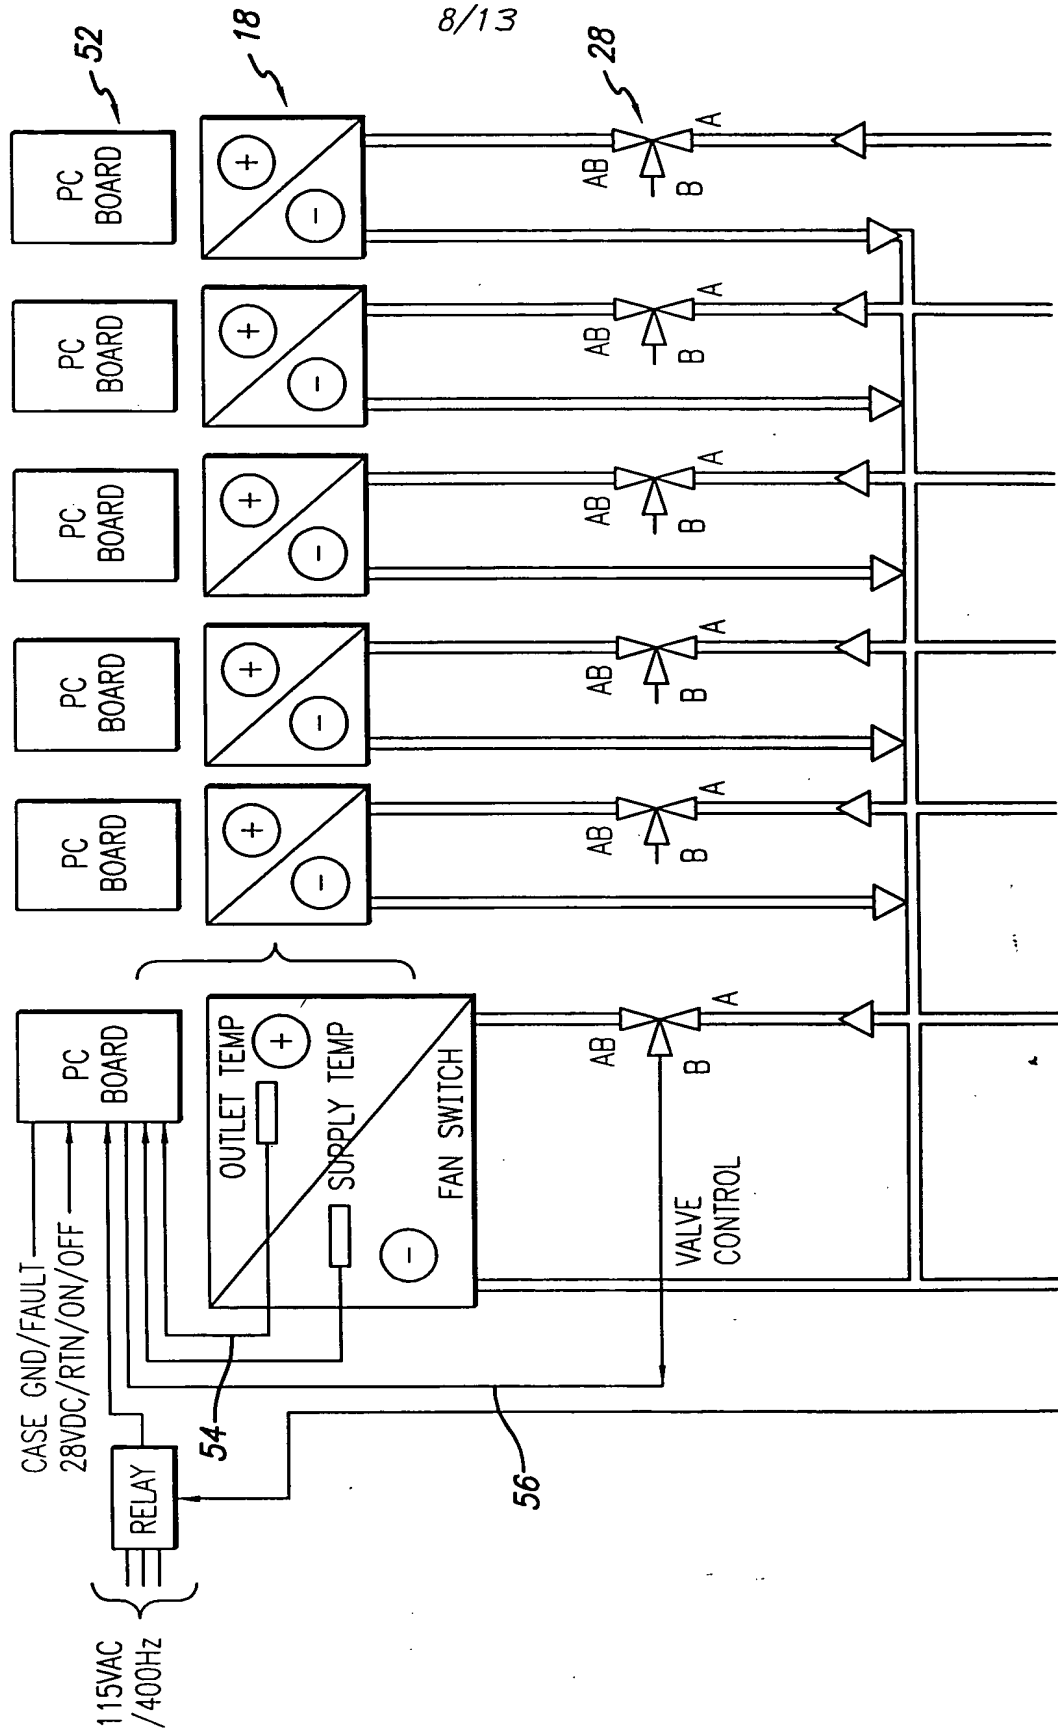 8/13
115VAC
/400Hz
RELAY
CASE GND/FAULT
28VDC/RTN/ON/OFF
PC
BOARD
PC
BOARD
PC
BOARD
PC
BOARD
PC
BOARD
PC
BOARD
52
54
OUTLET TEMP
+
SUPPLY TEMP
-
FAN SWITCH
+
-
+
-
+
-
+
-
+
-
18
56
VALVE
CONTROL
AB
B
A
AB
B
A
AB
B
A
AB
B
A
AB
B
A
AB
B
A
28